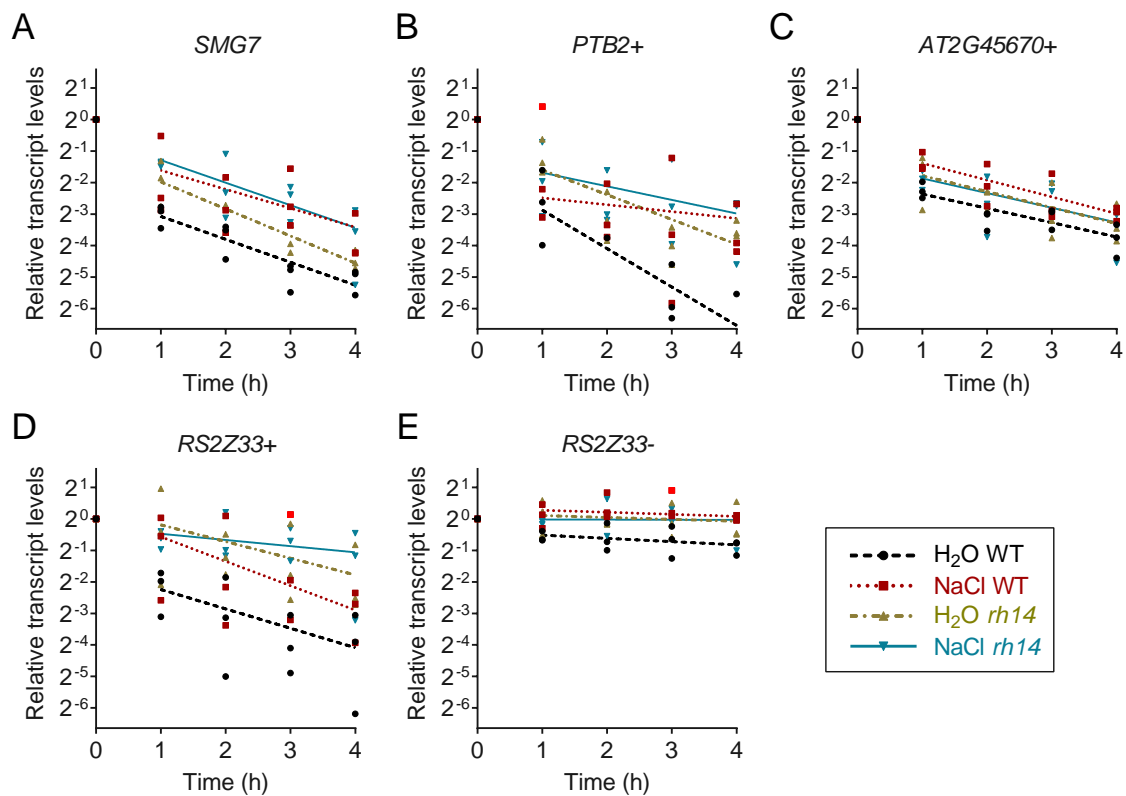 A
SMG7
Relative transcript levels
2¹
2⁰
2⁻¹
2⁻²
2⁻³
2⁻⁴
2⁻⁵
2⁻⁶
0 1 2 3 4
Time (h)
B
PTB2+
Relative transcript levels
2¹
2⁰
2⁻¹
2⁻²
2⁻³
2⁻⁴
2⁻⁵
2⁻⁶
0 1 2 3 4
Time (h)
C
AT2G45670+
Relative transcript levels
2¹
2⁰
2⁻¹
2⁻²
2⁻³
2⁻⁴
2⁻⁵
2⁻⁶
0 1 2 3 4
Time (h)
D
RS2Z33+
Relative transcript levels
2¹
2⁰
2⁻¹
2⁻²
2⁻³
2⁻⁴
2⁻⁵
2⁻⁶
0 1 2 3 4
Time (h)
E
RS2Z33-
Relative transcript levels
2¹
2⁰
2⁻¹
2⁻²
2⁻³
2⁻⁴
2⁻⁵
2⁻⁶
0 1 2 3 4
Time (h)
H₂O WT
NaCl WT
H₂O rh14
NaCl rh14